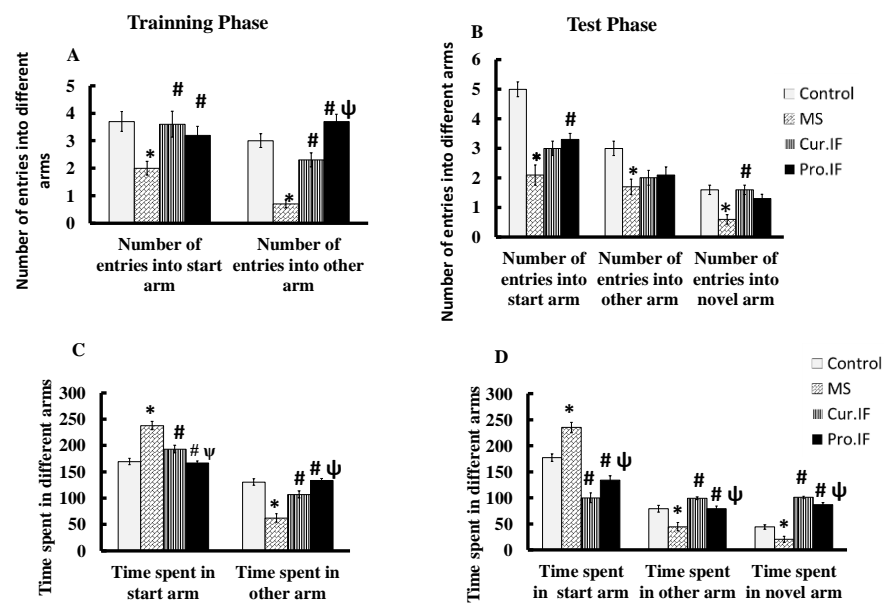 Trainning Phase
A
Number of entries into different arms
5
4
3
2
1
0
*
#
#
*
#
# ψ
Number of
entries into start
arm
Number of
entries into other
arm
Test Phase
B
Number of entries into different arms
6
5
4
3
2
1
0
*
#
*
*
#
Number of
entries into
start arm
Number of
entries into
other arm
Number of
entries into
novel arm
Control
MS
Cur.IF
Pro.IF
C
Time spent in different arms
300
250
200
150
100
50
0
*
#
# ψ
*
#
# ψ
Time spent in
start arm
Time spent in
other arm
D
Time spent in different arms
300
250
200
150
100
50
0
*
#
# ψ
*
#
# ψ
*
#
# ψ
Time spent
in start arm
Time spent
in other arm
Time spent
in novel arm
Control
MS
Cur.IF
Pro.IF